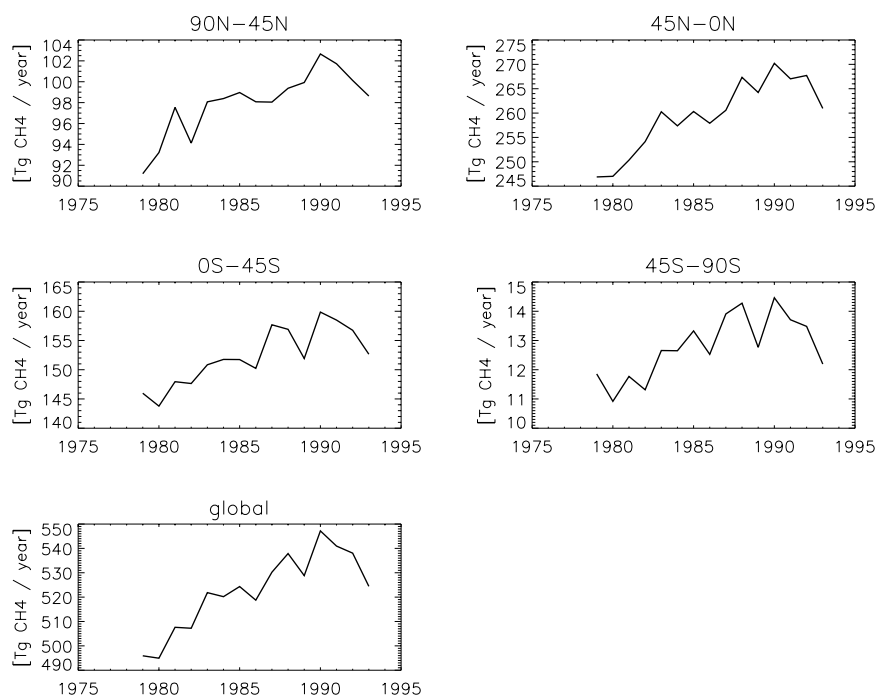 90N−45N
[Tg CH4 / year]
104
102
100
98
96
94
92
90
1975 1980 1985 1990 1995
45N−0N
[Tg CH4 / year]
275
270
265
260
255
250
245
1975 1980 1985 1990 1995
0S−45S
[Tg CH4 / year]
165
160
155
150
145
140
1975 1980 1985 1990 1995
45S−90S
[Tg CH4 / year]
15
14
13
12
11
10
1975 1980 1985 1990 1995
global
[Tg CH4 / year]
550
540
530
520
510
500
490
1975 1980 1985 1990 1995